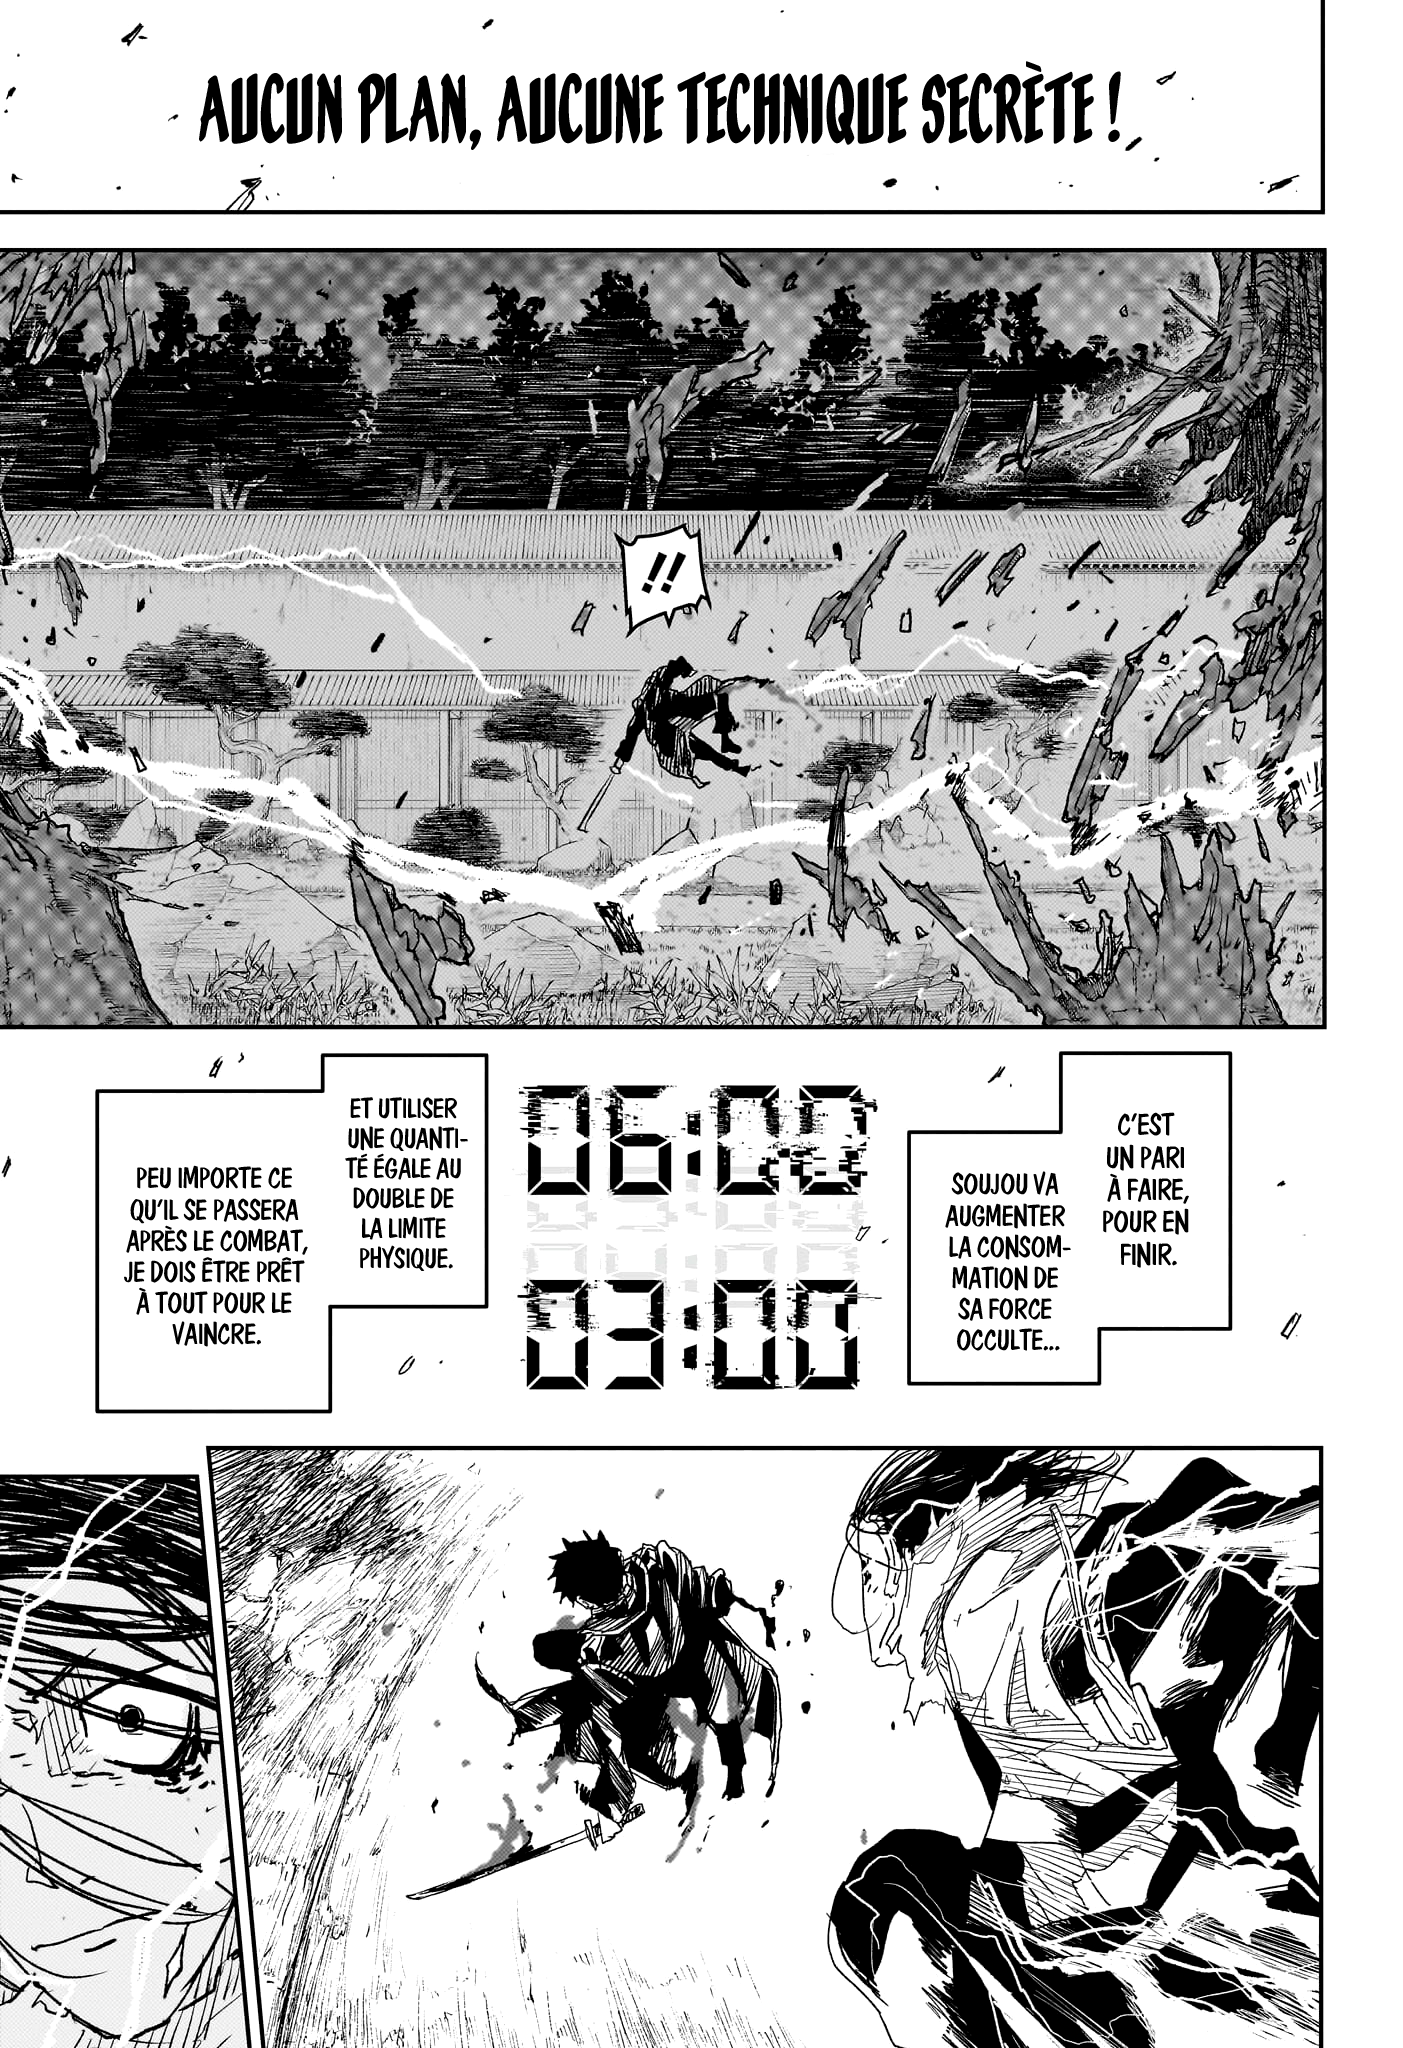 AUCUN PLAN, AUCUNE TECHNIQUE SECRÈTE !
!!
C'EST
UN PARI
À FAIRE,
POUR EN
FINIR.
SOUJOU VA
AUGMENTER
LA CONSOM-
MATION DE
SA FORCE
OCCULTE...
06:00
03:00
ET UTILISER
UNE QUANTI-
TÉ ÉGALE AU
DOUBLE DE
LA LIMITE
PHYSIQUE.
PEU IMPORTE CE
QU'IL SE PASSERA
APRÈS LE COMBAT,
JE DOIS ÊTRE PRÊT
À TOUT POUR LE
VAINCRE.